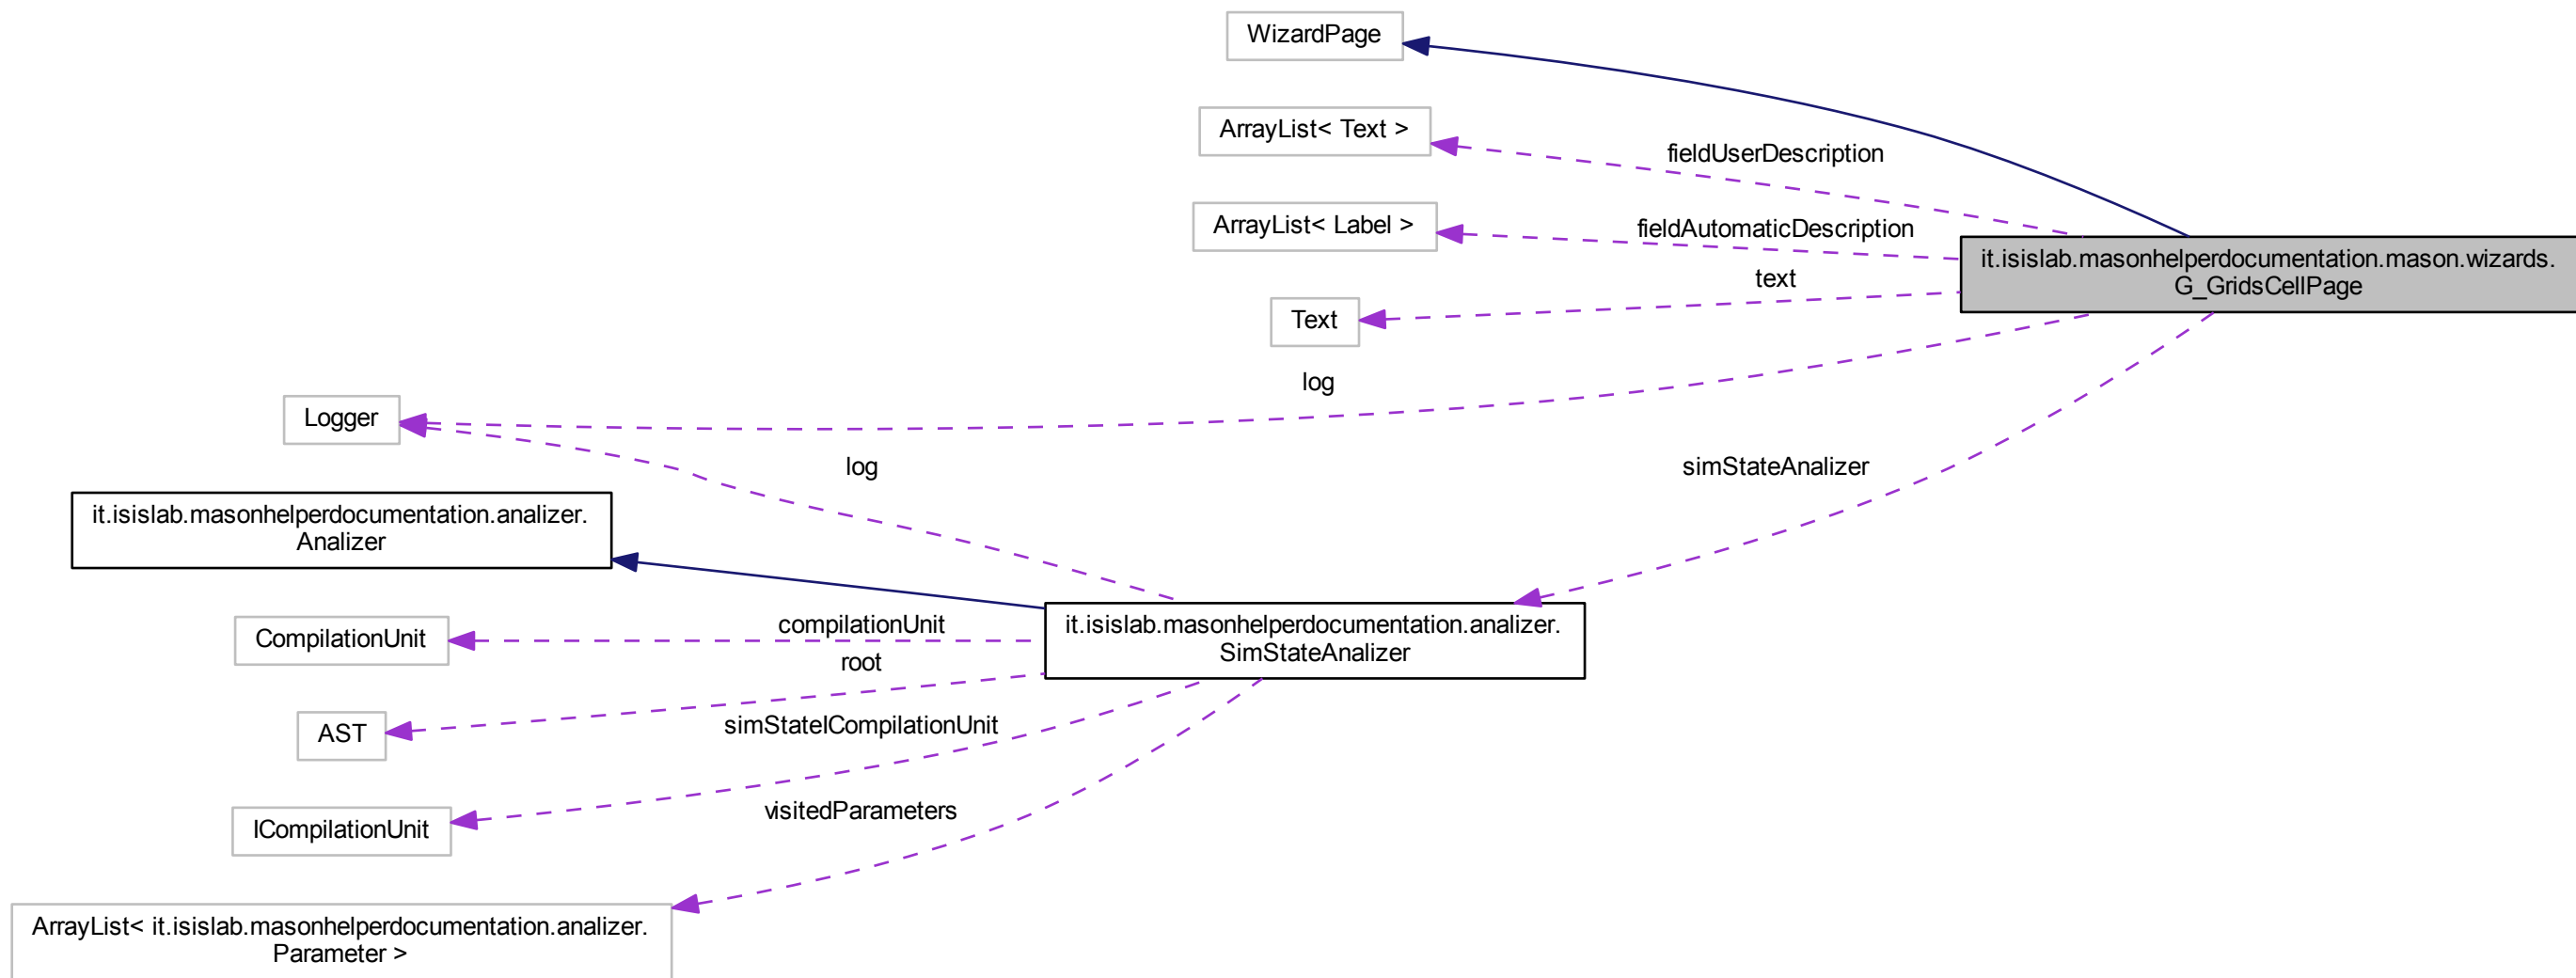 WizardPage
ArrayList< Text >
fieldUserDescription
ArrayList< Label >
fieldAutomaticDescription
it.isislab.masonhelperdocumentation.mason.wizards.
G_GridsCellPage
text
Text
log
Logger
log
simStateAnalizer
it.isislab.masonhelperdocumentation.analizer.
Analizer
compilationUnit
CompilationUnit
it.isislab.masonhelperdocumentation.analizer.
SimStateAnalizer
root
AST
simStateICompilationUnit
ICompilationUnit
visitedParameters
ArrayList< it.isislab.masonhelperdocumentation.analizer.
Parameter >